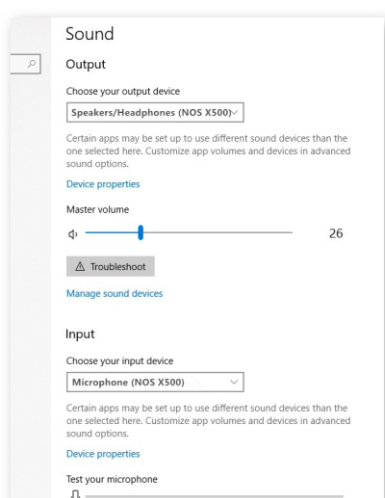 Sound
Output
Choose your output device
Speakers/Headphones (NOS X500)
Certain apps may be set up to use different sound devices than the
one selected here. Customize app volumes and devices in advanced
sound options.
Device properties
Master volume
26
Troubleshoot
Manage sound devices
Input
Choose your input device
Microphone (NOS X500)
Certain apps may be set up to use different sound devices than the
one selected here. Customize app volumes and devices in advanced
sound options.
Device properties
Test your microphone